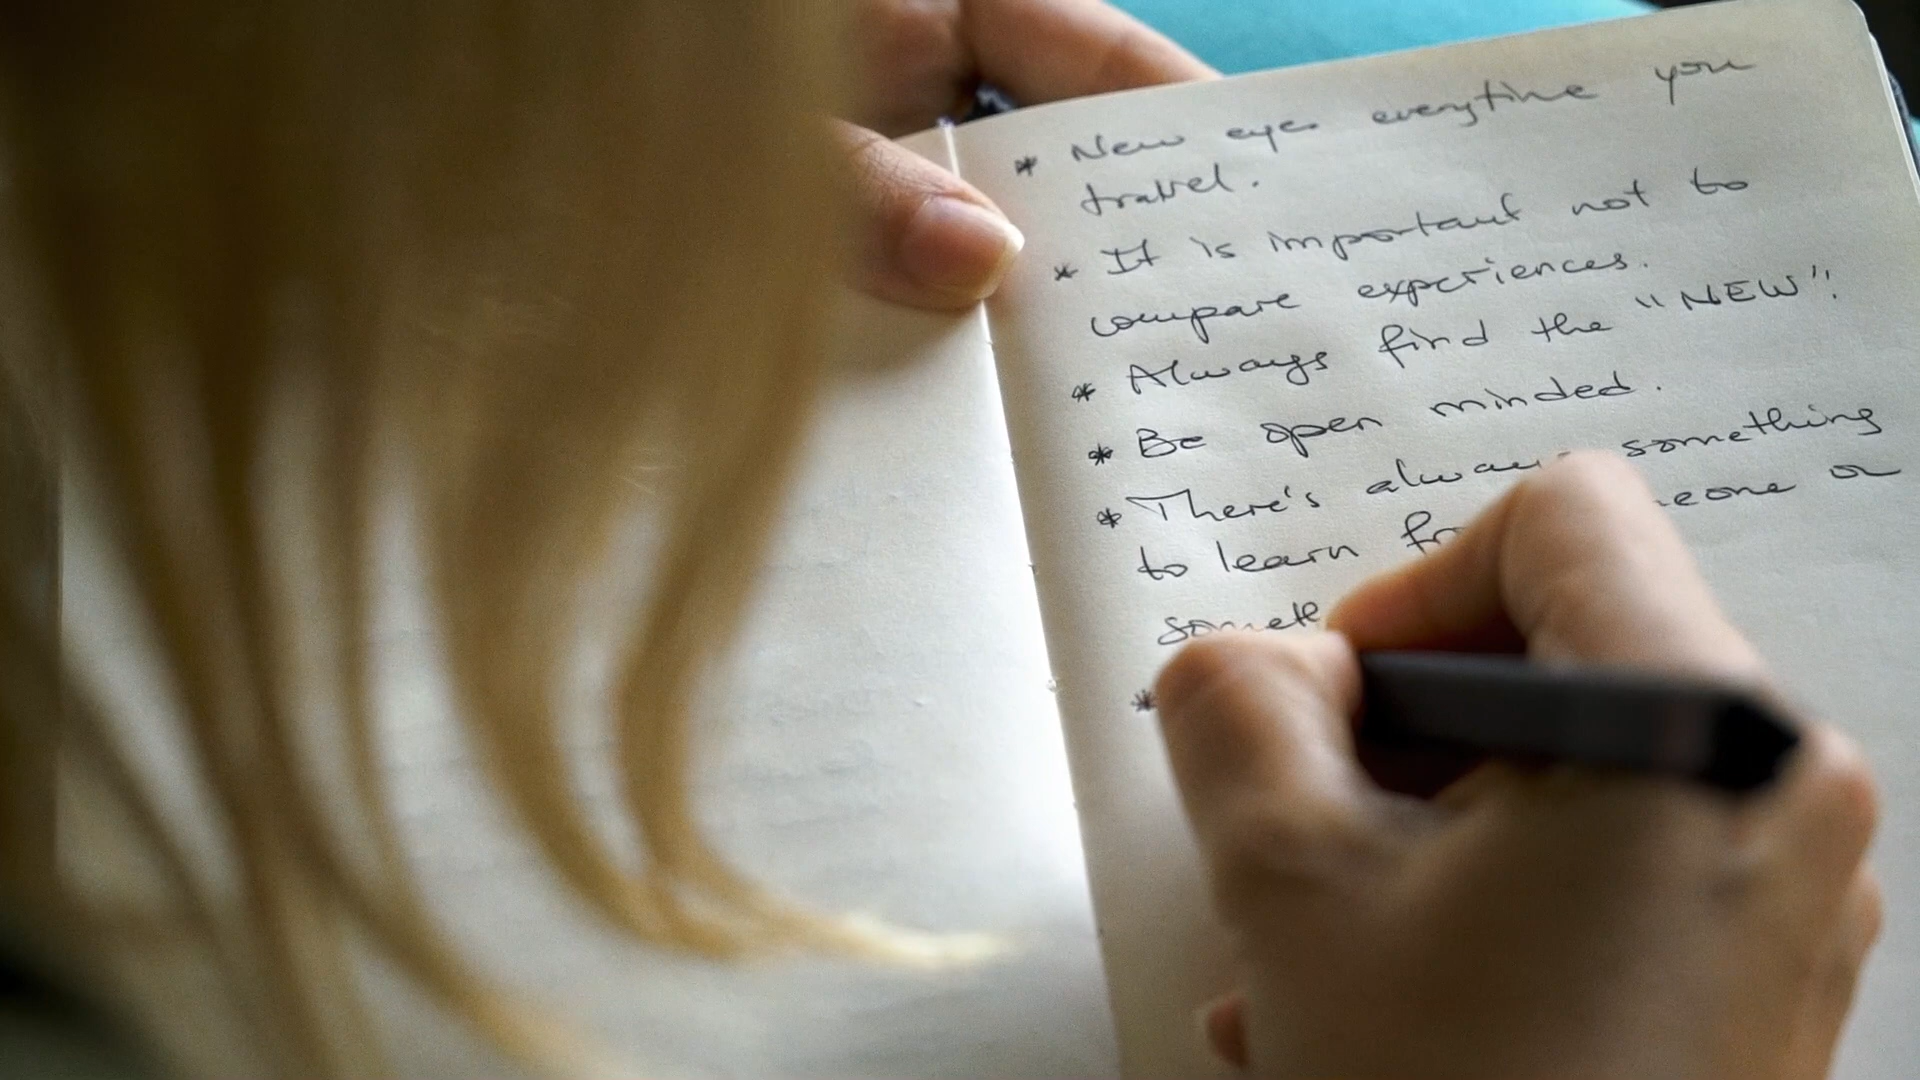 * New eyes everytime you
travel.
* It is important not to
compare experiences.
* Always find the "NEW".
* Be open minded.
* There's always something
to learn or
*